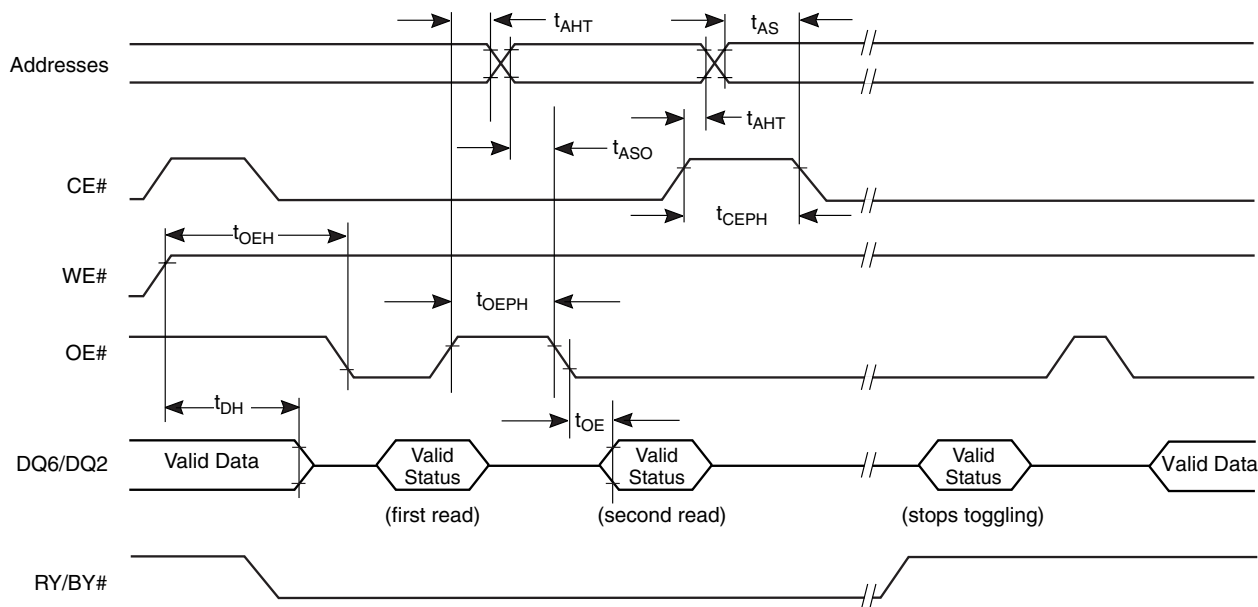 tAHT
tAS
Addresses
tAHT
tASO
CE#
tCEPH
tOEH
WE#
tOEPH
OE#
tDH
tOE
DQ6/DQ2
Valid Data
Valid
Status
Valid
Status
Valid
Status
Valid Data
(first read)
(second read)
(stops toggling)
RY/BY#